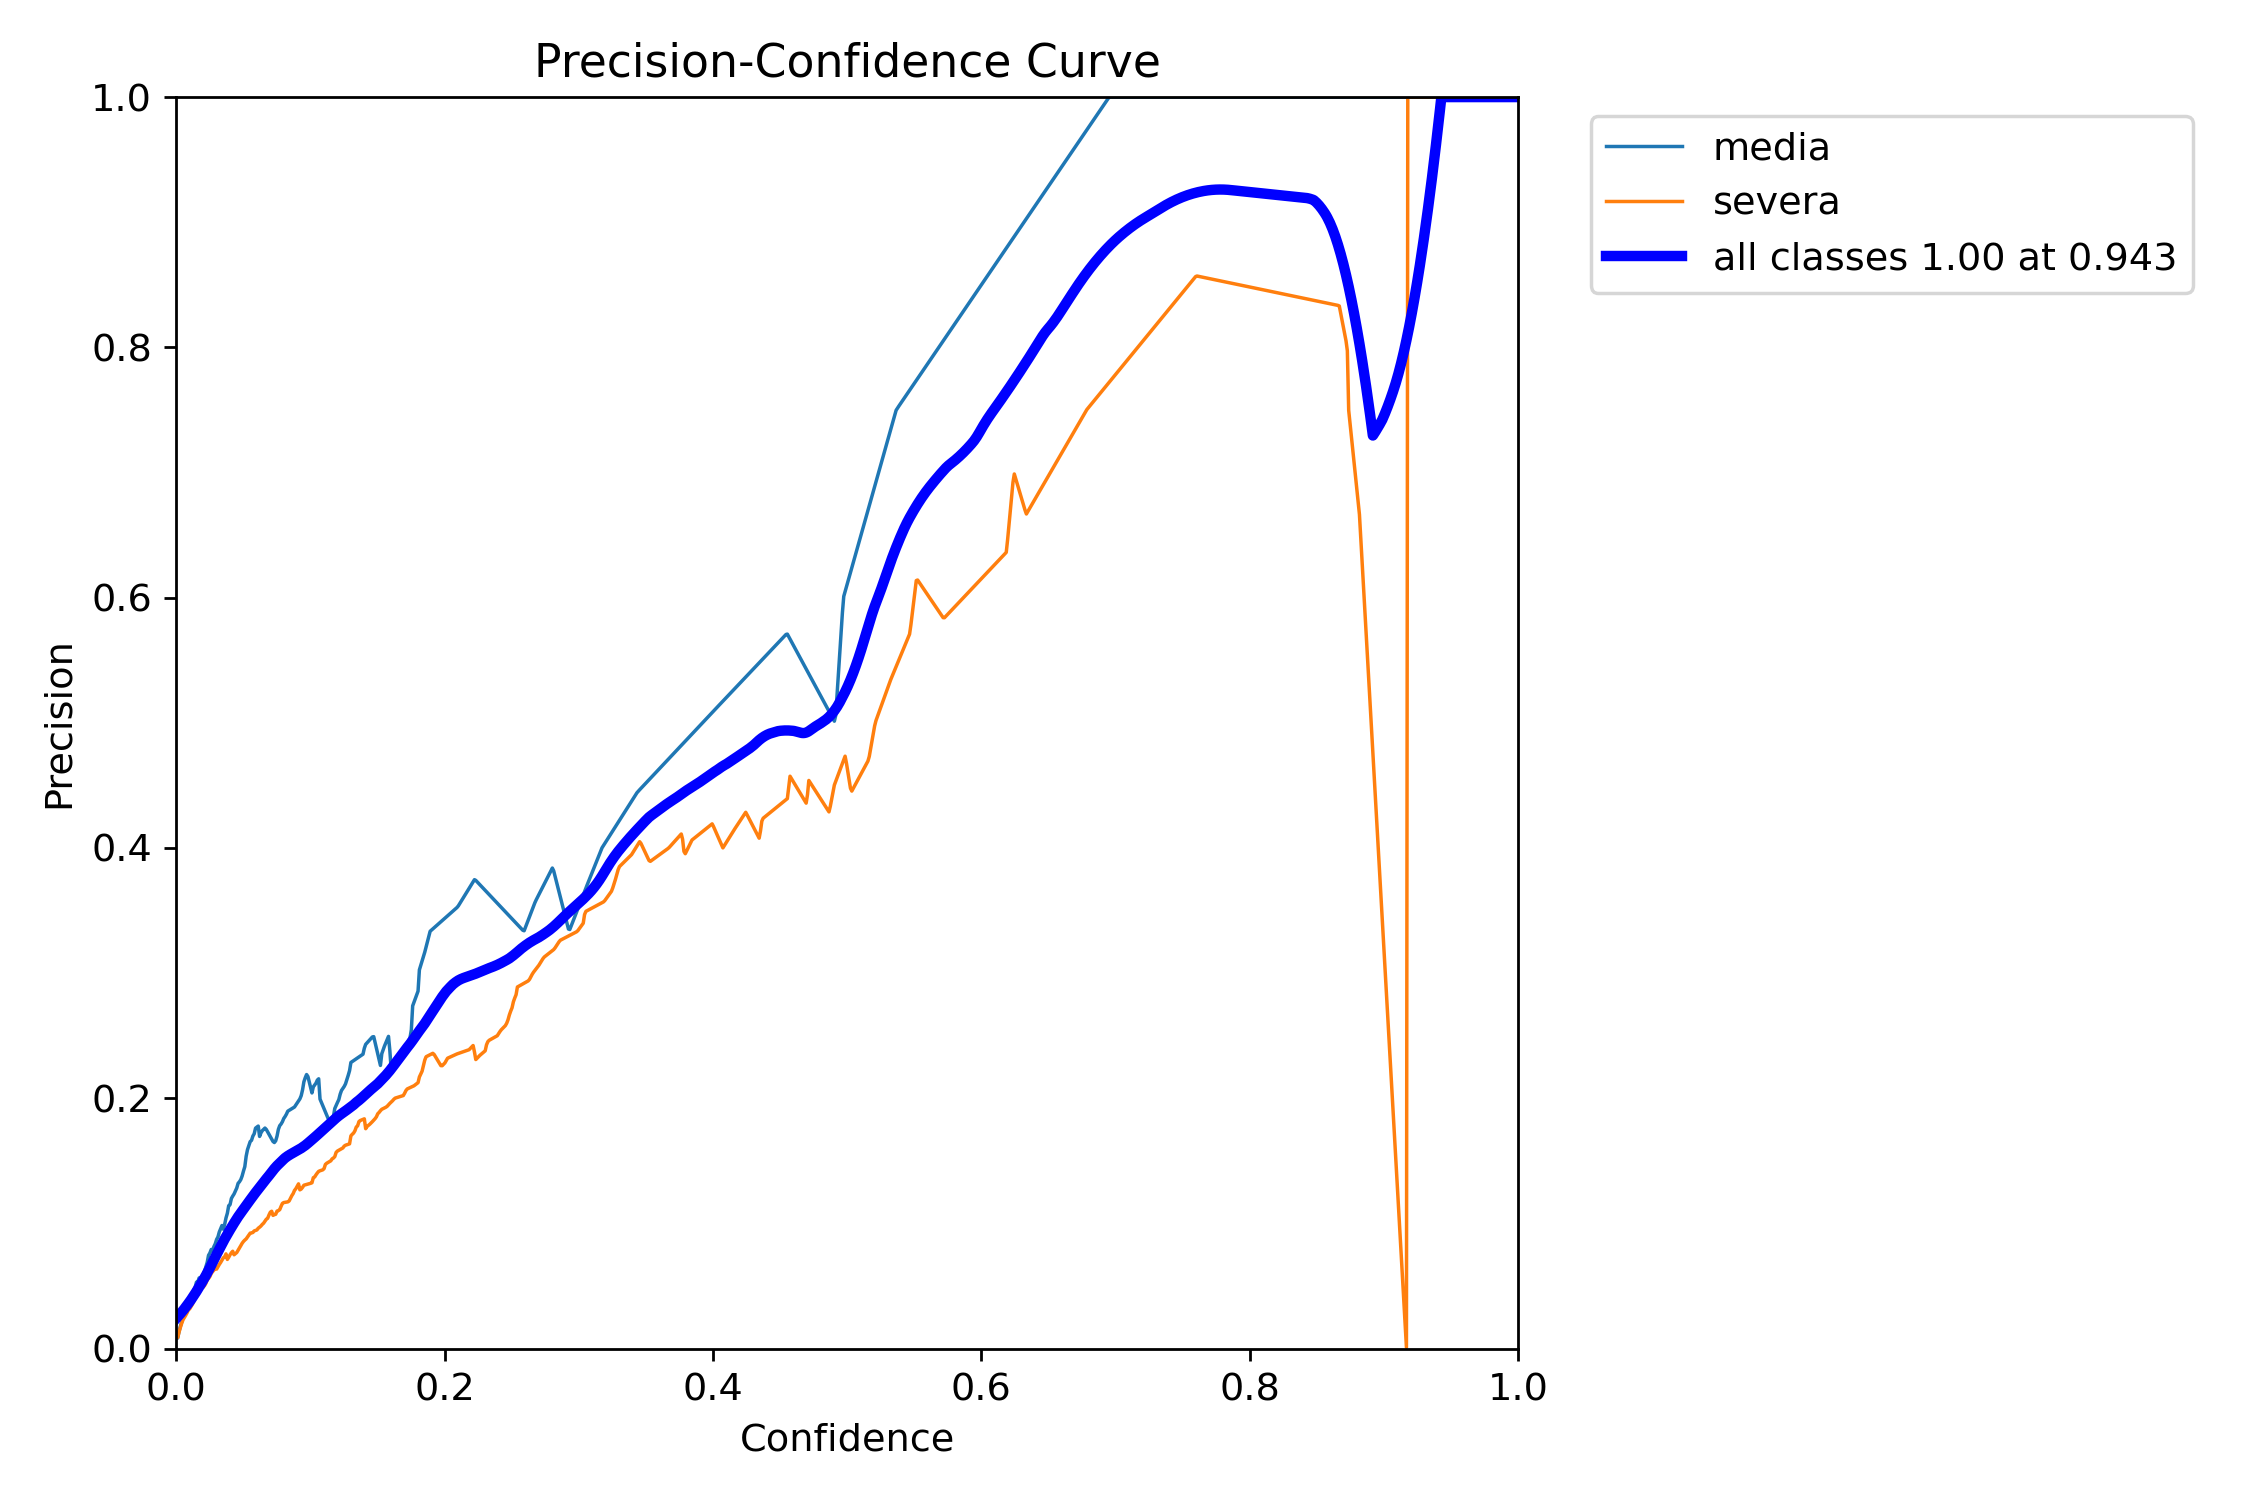 Precision-Confidence Curve
1.0
0.8
0.6
0.4
0.2
0.0
Precision
0.0 0.2 0.4 0.6 0.8 1.0
Confidence
media
severa
all classes 1.00 at 0.943